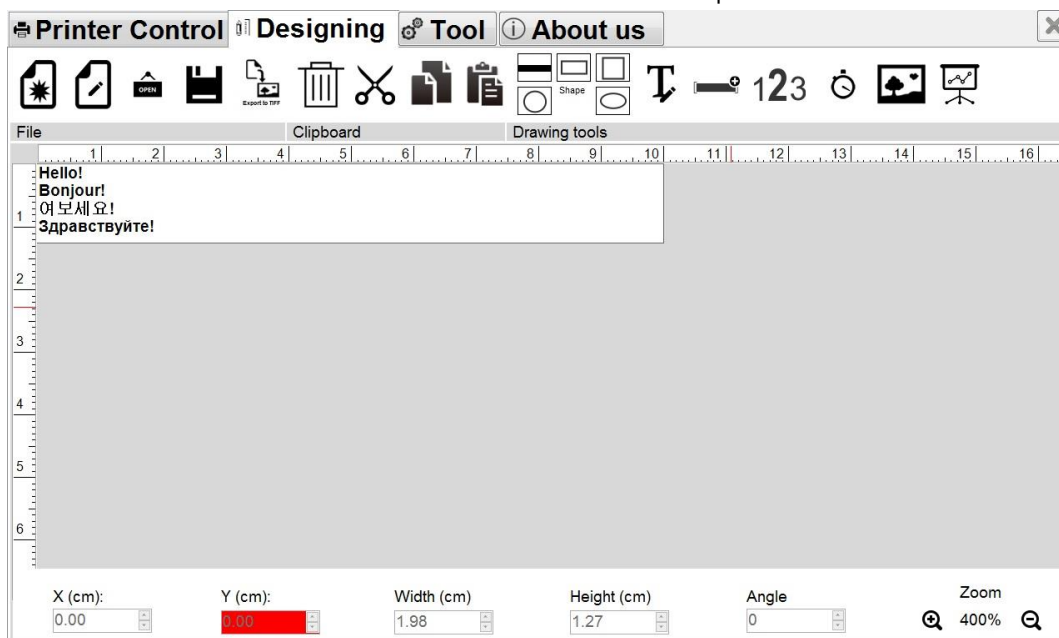 Printer Control Designing Tool About us
OPEN
Export to TIFF
Shape
123
File Clipboard Drawing tools
1 2 3 4 5 6 7 8 9 10 11 12 13 14 15 16
Hello!
Bonjour!
여보세요!
Здравствуйте!
1
2
3
4
5
6
X (cm): Y (cm): Width (cm) Height (cm) Angle Zoom
0.00 0.00 1.98 1.27 0 400%